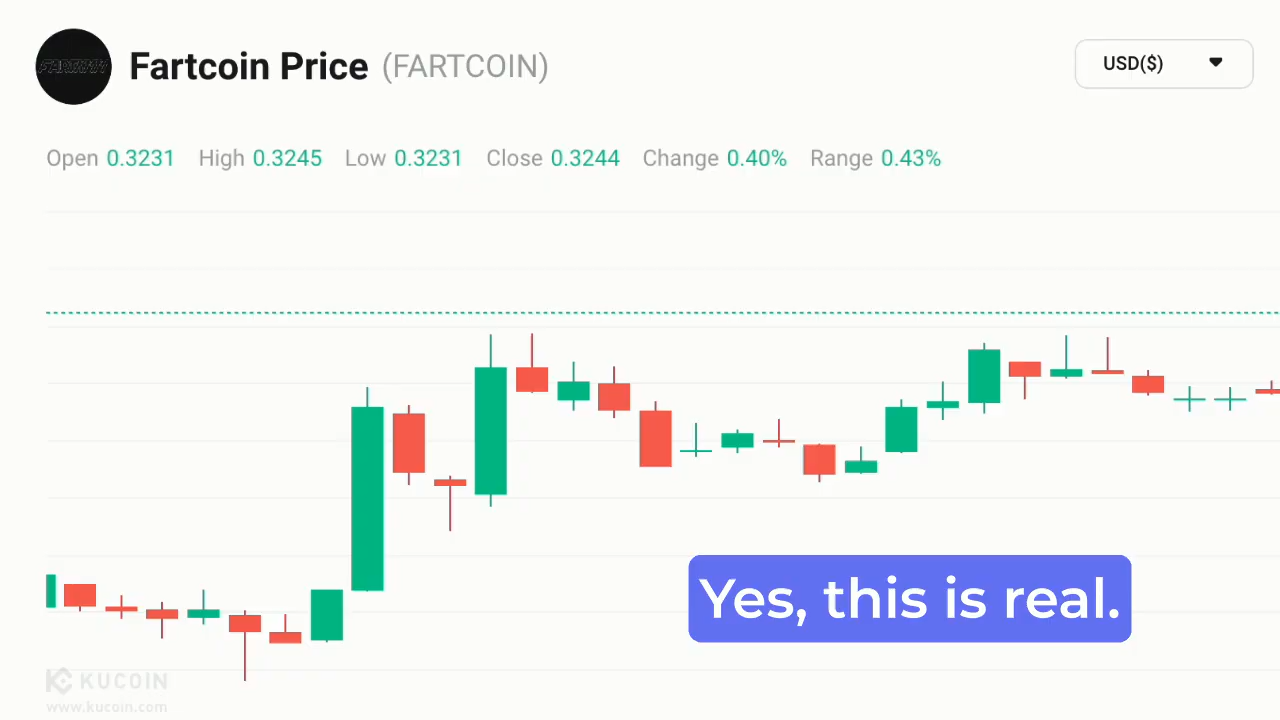 Fartcoin Price (FARTCOIN)
USD($)
Open 0.3231 High 0.3245 Low 0.3231 Close 0.3244 Change 0.40% Range 0.43%
Yes, this is real.
KUCOIN
www.kucoin.com